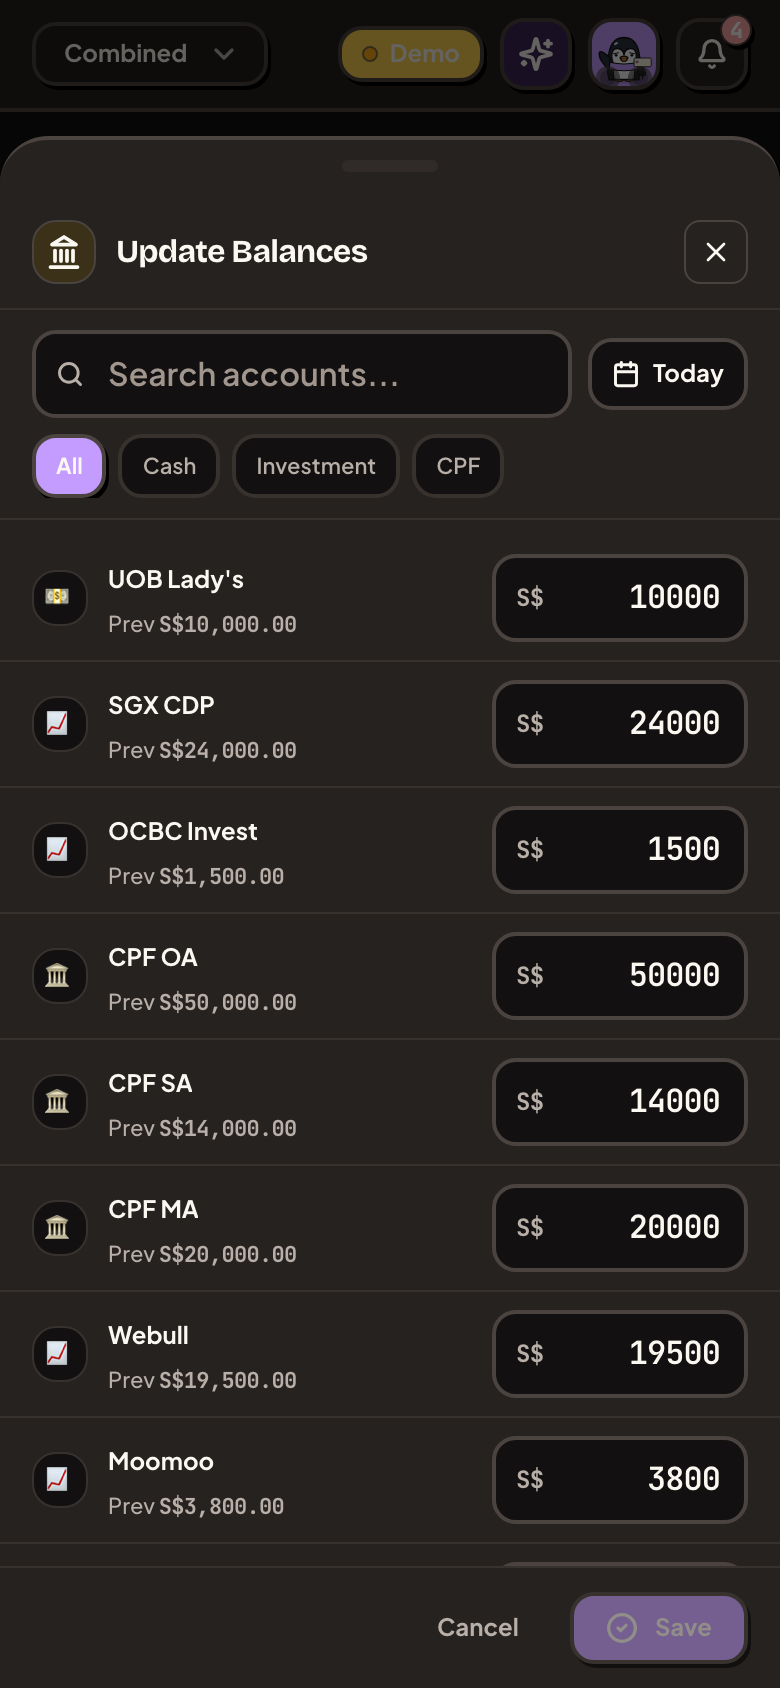 Combined
Demo
4
Update Balances
Search accounts...
Today
All
Cash
Investment
CPF
UOB Lady's
Prev S$10,000.00
S$ 10000
SGX CDP
Prev S$24,000.00
S$ 24000
OCBC Invest
Prev S$1,500.00
S$ 1500
CPF OA
Prev S$50,000.00
S$ 50000
CPF SA
Prev S$14,000.00
S$ 14000
CPF MA
Prev S$20,000.00
S$ 20000
Webull
Prev S$19,500.00
S$ 19500
Moomoo
Prev S$3,800.00
S$ 3800
Cancel
Save